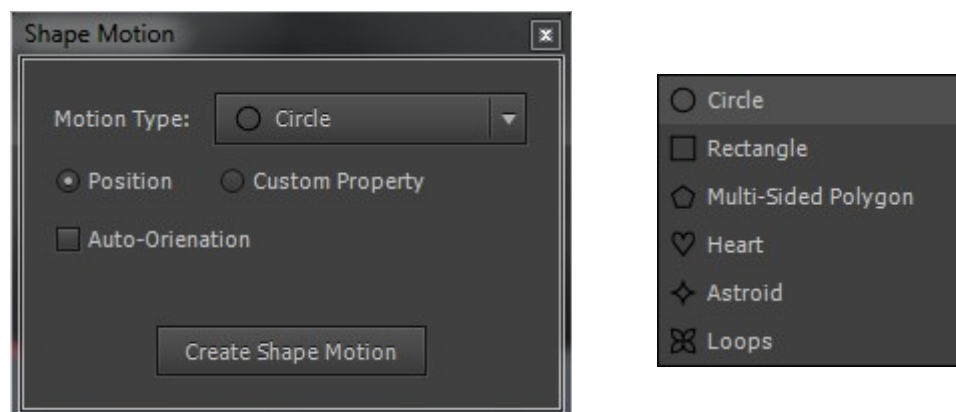 Shape Motion
Motion Type: Circle
Position Custom Property
Auto-Orienation
Create Shape Motion
Circle
Rectangle
Multi-Sided Polygon
Heart
Astroid
Loops